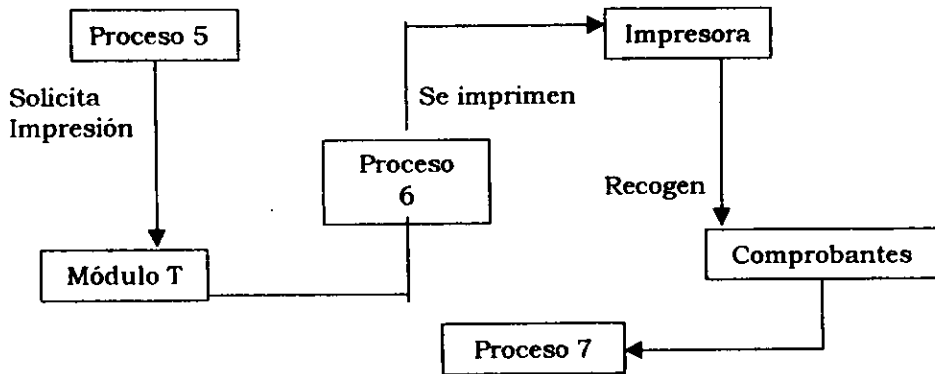 Proceso 5
Impresora
Solicita
Impresión
Se imprimen
Proceso
6
Recogen
Módulo T
Comprobantes
Proceso 7